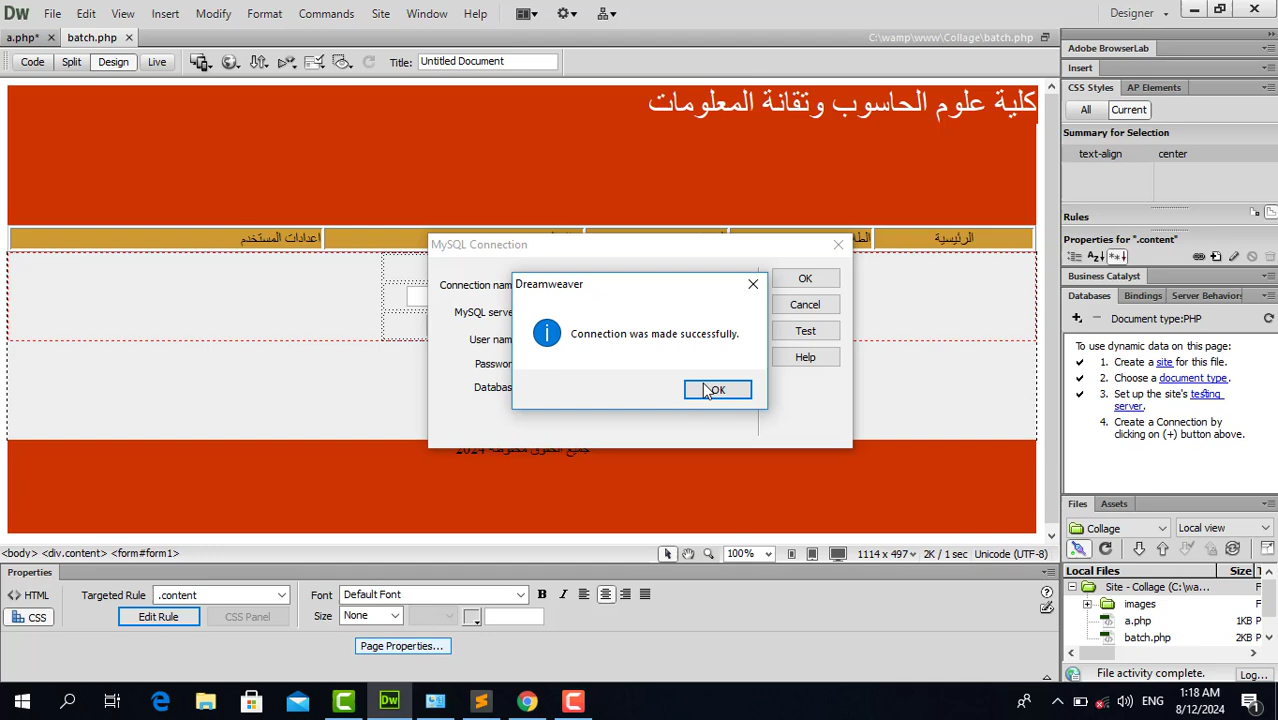 Dw File Edit View Insert Modify Format Commands Site Window Help Designer
a.php* batch.php C:\wamp\www\Collage\batch.php
Code Split Design Live Title: Untitled Document
كلية علوم الحاسوب وتقانة المعلومات
الرئيسية
اعدادات المستخدم
MySQL Connection
Connection nam
MySQL serve
User nam
Passwor
Databas
OK
Cancel
Test
Help
Dreamweaver
Connection was made successfully.
OK
جميع الحقوق محفوظة 2024
Adobe BrowserLab
Insert
CSS Styles AP Elements
All Current
Summary for Selection
text-align center
Rules
Properties for ".content"
Business Catalyst
Databases Bindings Server Behaviors
Document type:PHP
To use dynamic data on this page:
1. Create a site for this file.
2. Choose a document type.
3. Set up the site's testing
server.
4. Create a Connection by
clicking on (+) button above.
Files Assets
Collage Local view
Local Files Size
Site - Collage (C:\wa... F
images F
a.php 1KB P
batch.php 2KB P
File activity complete. Log...
<body> <div.content> <form#form1> 100% 1114 x 497 2K / 1 sec Unicode (UTF-8)
Properties
<> HTML Targeted Rule .content Font Default Font B I
CSS Edit Rule CSS Panel Size None
Page Properties...
ENG 1:18 AM
8/12/2024
1